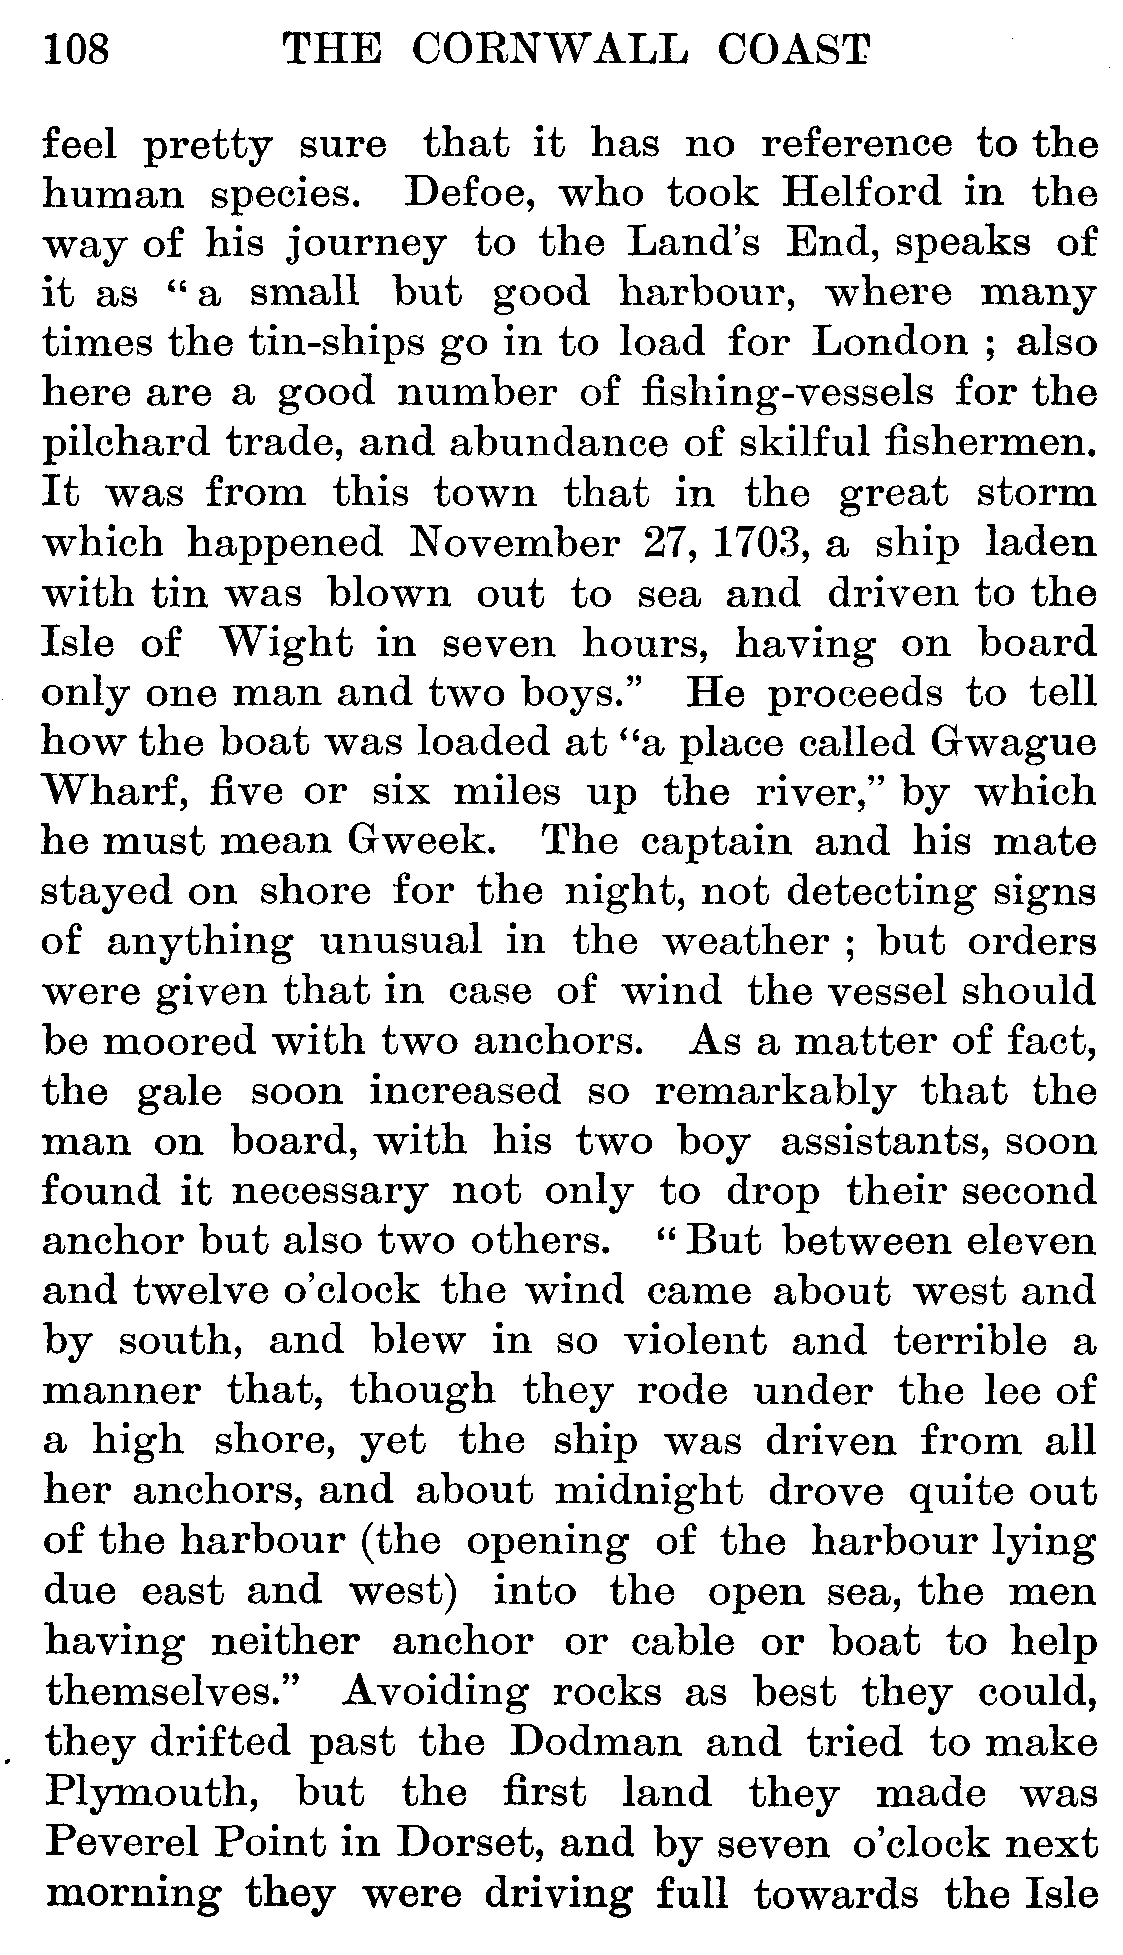 108 THE CORNWALL COAST
feel pretty sure that it has no reference to the
human species. Defoe, who took Helford in the
way of his journey to the Land's End, speaks of
it as "a small but good harbour, where many
times the tin-ships go in to load for London ; also
here are a good number of fishing-vessels for the
pilchard trade, and abundance of skilful fishermen.
It was from this town that in the great storm
which happened November 27, 1703, a ship laden
with tin was blown out to sea and driven to the
Isle of Wight in seven hours, having on board
only one man and two boys." He proceeds to tell
how the boat was loaded at "a place called Gwague
Wharf, five or six miles up the river," by which
he must mean Gweek. The captain and his mate
stayed on shore for the night, not detecting signs
of anything unusual in the weather ; but orders
were given that in case of wind the vessel should
be moored with two anchors. As a matter of fact,
the gale soon increased so remarkably that the
man on board, with his two boy assistants, soon
found it necessary not only to drop their second
anchor but also two others. "But between eleven
and twelve o'clock the wind came about west and
by south, and blew in so violent and terrible a
manner that, though they rode under the lee of
a high shore, yet the ship was driven from all
her anchors, and about midnight drove quite out
of the harbour (the opening of the harbour lying
due east and west) into the open sea, the men
having neither anchor or cable or boat to help
themselves." Avoiding rocks as best they could,
they drifted past the Dodman and tried to make
Plymouth, but the first land they made was
Peverel Point in Dorset, and by seven o'clock next
morning they were driving full towards the Isle